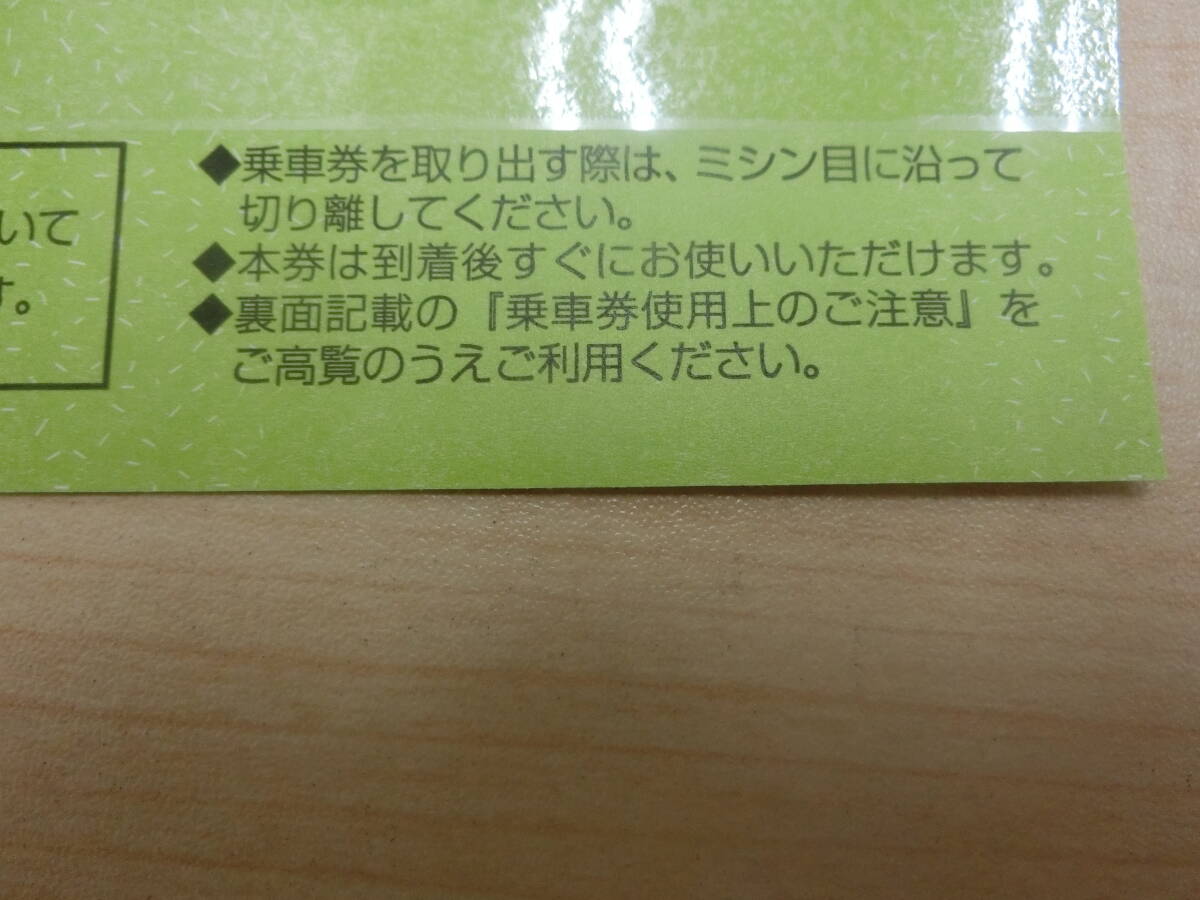 いて
す。
◆乗車券を取り出す際は、ミシン目に沿って
切り離してください。
◆本券は到着後すぐにお使いいただけます。
◆裏面記載の『乗車券使用上のご注意』を
ご高覧のうえご利用ください。